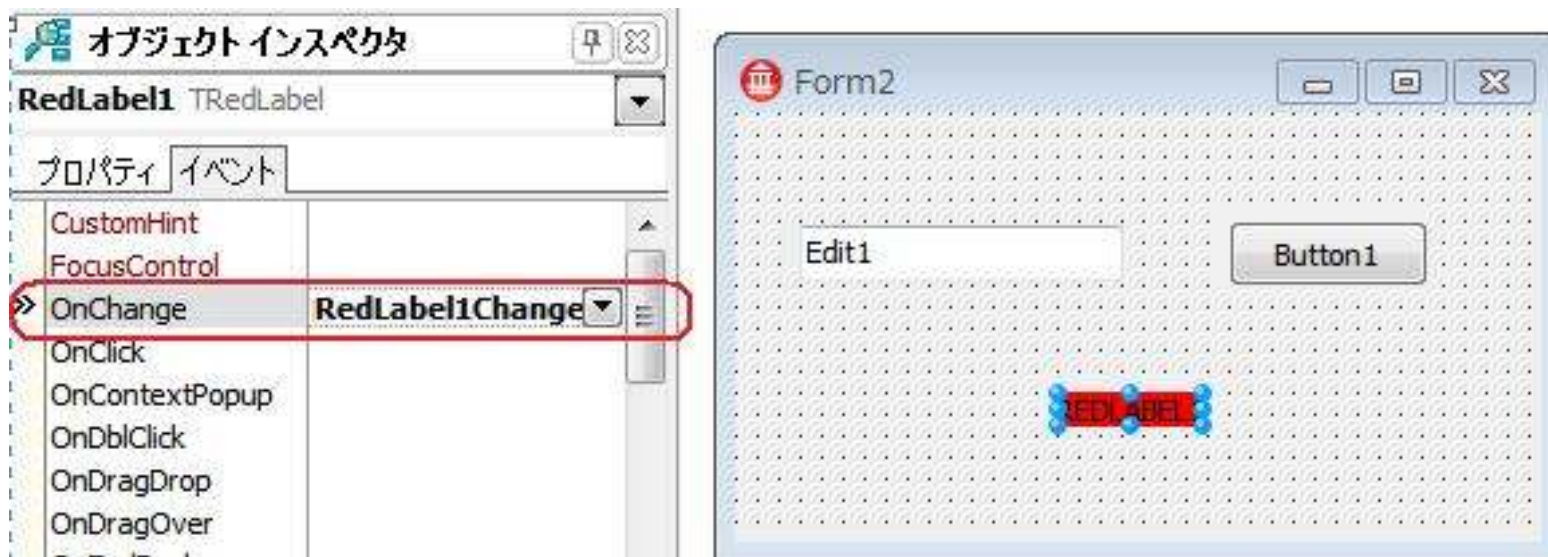 オブジェクト インスペクタ
RedLabel1 TRedLabel
プロパティ イベント
CustomHint
FocusControl
OnChange RedLabel1Change
OnClick
OnContextPopup
OnDblClick
OnDragDrop
OnDragOver
Form2
Edit1
Button1